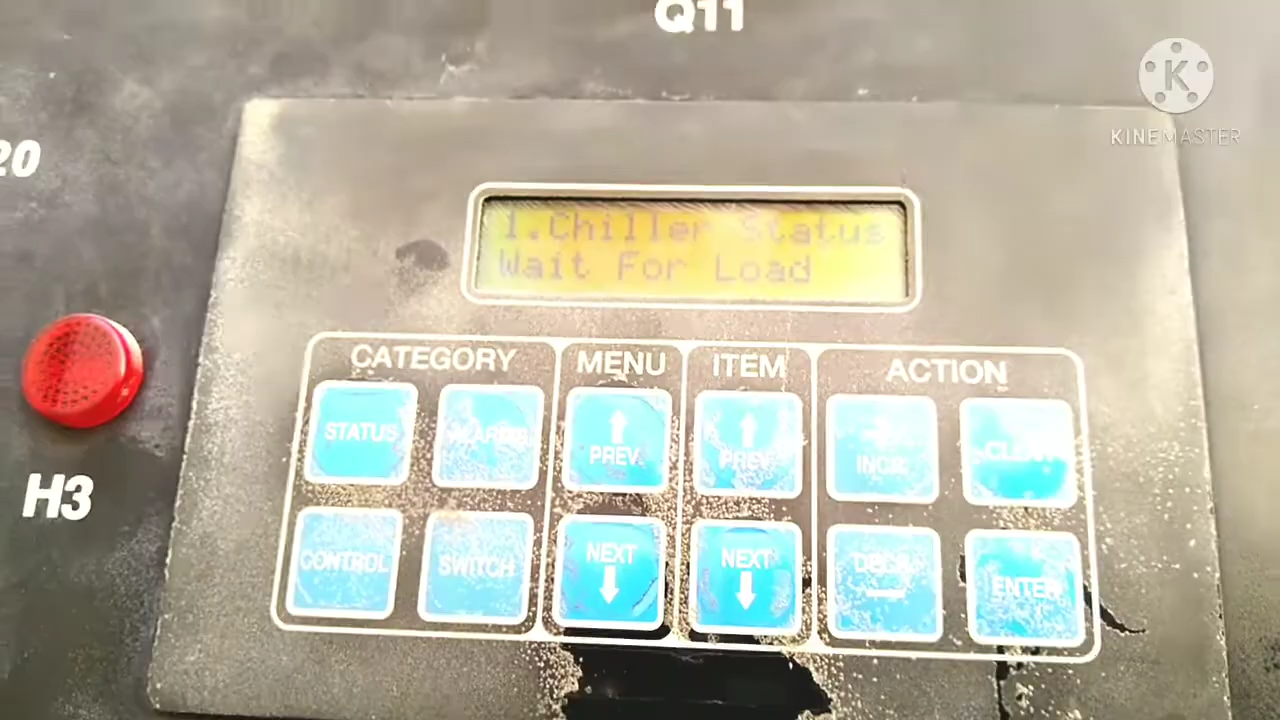 Q11
KINEMASTER
20
1.Chiller Status
Wait For Load
CATEGORY MENU ITEM ACTION
STATUS ALARMS PREV. PREV. INCR. CLEAR
H3
CONTROL SWITCH NEXT NEXT DECR. ENTER